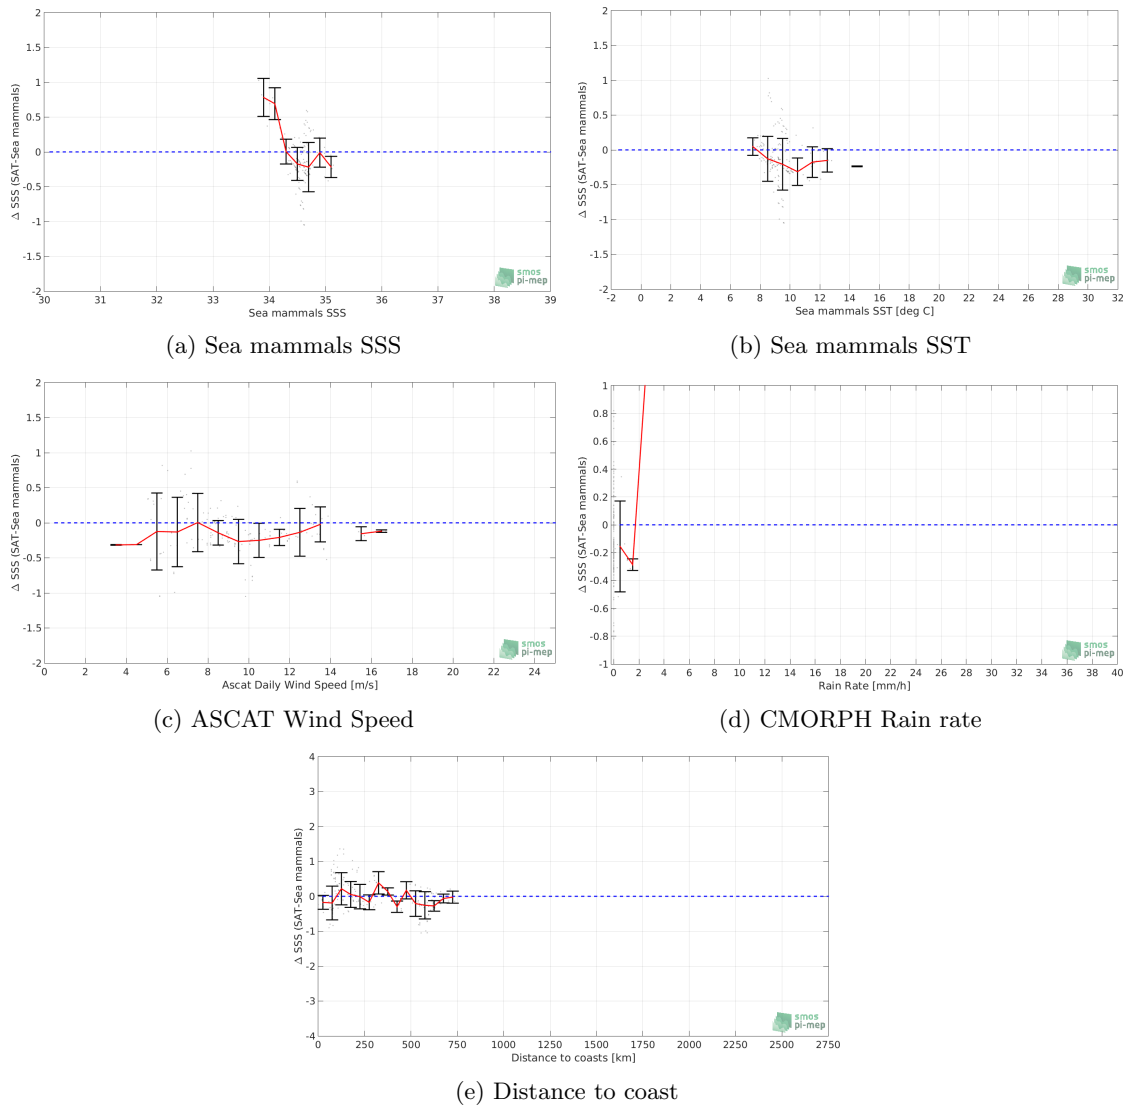 2
1.5
1
0.5
0
-0.5
-1
-1.5
-2
Δ SSS (SAT-Sea mammals)
30 31 32 33 34 35 36 37 38 39
Sea mammals SSS
smos
pi-mep
(a) Sea mammals SSS
2
1.5
1
0.5
0
-0.5
-1
-1.5
-2
Δ SSS (SAT-Sea mammals)
-2 0 2 4 6 8 10 12 14 16 18 20 22 24 26 28 30 32
Sea mammals SST [deg C]
smos
pi-mep
(b) Sea mammals SST
2
1.5
1
0.5
0
-0.5
-1
-1.5
-2
Δ SSS (SAT-Sea mammals)
0 2 4 6 8 10 12 14 16 18 20 22 24
Ascat Daily Wind Speed [m/s]
smos
pi-mep
(c) ASCAT Wind Speed
1
0.8
0.6
0.4
0.2
0
-0.2
-0.4
-0.6
-0.8
-1
Δ SSS (SAT-Sea mammals)
0 2 4 6 8 10 12 14 16 18 20 22 24 26 28 30 32 34 36 38 40
Rain Rate [mm/h]
smos
pi-mep
(d) CMORPH Rain rate
4
3
2
1
0
-1
-2
-3
-4
Δ SSS (SAT-Sea mammals)
0 250 500 750 1000 1250 1500 1750 2000 2250 2500 2750
Distance to coasts [km]
smos
pi-mep
(e) Distance to coast